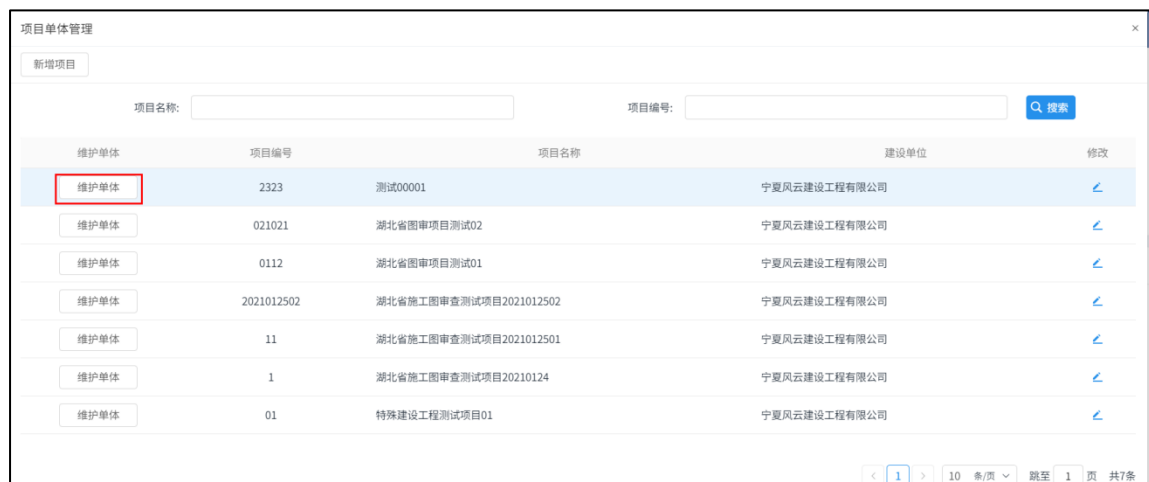 项目单体管理 ×
新增项目
项目名称: 项目编号: 搜索
维护单体 项目编号 项目名称 建设单位 修改
维护单体 2323 测试00001 宁夏风云建设工程有限公司
维护单体 021021 湖北省图审项目测试02 宁夏风云建设工程有限公司
维护单体 0112 湖北省图审项目测试01 宁夏风云建设工程有限公司
维护单体 2021012502 湖北省施工图审查测试项目2021012502 宁夏风云建设工程有限公司
维护单体 11 湖北省施工图审查测试项目2021012501 宁夏风云建设工程有限公司
维护单体 1 湖北省施工图审查测试项目20210124 宁夏风云建设工程有限公司
维护单体 01 特殊建设工程测试项目01 宁夏风云建设工程有限公司
< 1 > 10 条/页 跳至 1 页 共7条